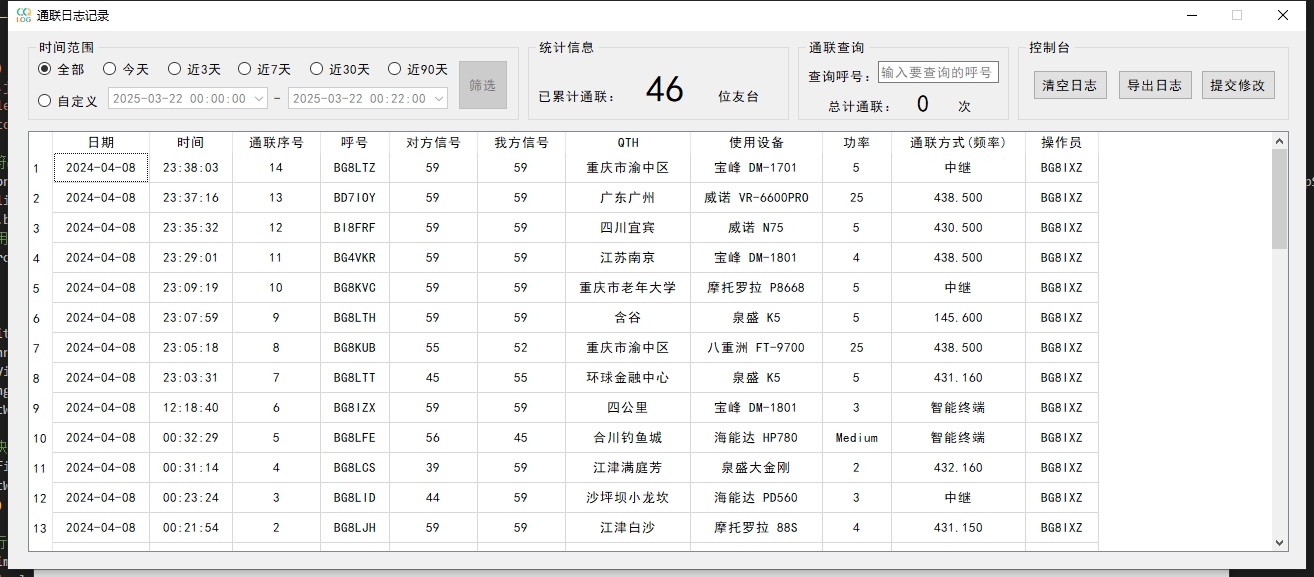 CQ LOG 通联日志记录
时间范围
全部 今天 近3天 近7天 近30天 近90天
自定义 2025-03-22 00:00:00 - 2025-03-22 00:22:00
筛选
统计信息
已累计通联： 46 位友台
通联查询
查询呼号： 输入要查询的呼号
总计通联： 0 次
控制台
清空日志 导出日志 提交修改
日期 时间 通联序号 呼号 对方信号 我方信号 QTH 使用设备 功率 通联方式(频率) 操作员
1 2024-04-08 23:38:03 14 BG8LTZ 59 59 重庆市渝中区 宝峰 DM-1701 5 中继 BG8IXZ
2 2024-04-08 23:37:16 13 BD7IOY 59 59 广东广州 威诺 VR-6600PRO 25 438.500 BG8IXZ
3 2024-04-08 23:35:32 12 BI8FRF 59 59 四川宜宾 威诺 N75 5 430.500 BG8IXZ
4 2024-04-08 23:29:01 11 BG4VKR 59 59 江苏南京 宝峰 DM-1801 4 438.500 BG8IXZ
5 2024-04-08 23:09:19 10 BG8KVC 59 59 重庆市老年大学 摩托罗拉 P8668 5 中继 BG8IXZ
6 2024-04-08 23:07:59 9 BG8LTH 59 59 含谷 泉盛 K5 5 145.600 BG8IXZ
7 2024-04-08 23:05:18 8 BG8KUB 55 52 重庆市渝中区 八重洲 FT-9700 25 438.500 BG8IXZ
8 2024-04-08 23:03:31 7 BG8LTT 45 55 环球金融中心 泉盛 K5 5 431.160 BG8IXZ
9 2024-04-08 12:18:40 6 BG8IZX 59 59 四公里 宝峰 DM-1801 3 智能终端 BG8IXZ
10 2024-04-08 00:32:29 5 BG8LFE 56 45 合川钓鱼城 海能达 HP780 Medium 智能终端 BG8IXZ
11 2024-04-08 00:31:14 4 BG8LCS 39 59 江津满庭芳 泉盛大金刚 2 432.160 BG8IXZ
12 2024-04-08 00:23:24 3 BG8LID 44 59 沙坪坝小龙坎 海能达 PD560 3 中继 BG8IXZ
13 2024-04-08 00:21:54 2 BG8LJH 59 59 江津白沙 摩托罗拉 88S 4 431.150 BG8IXZ